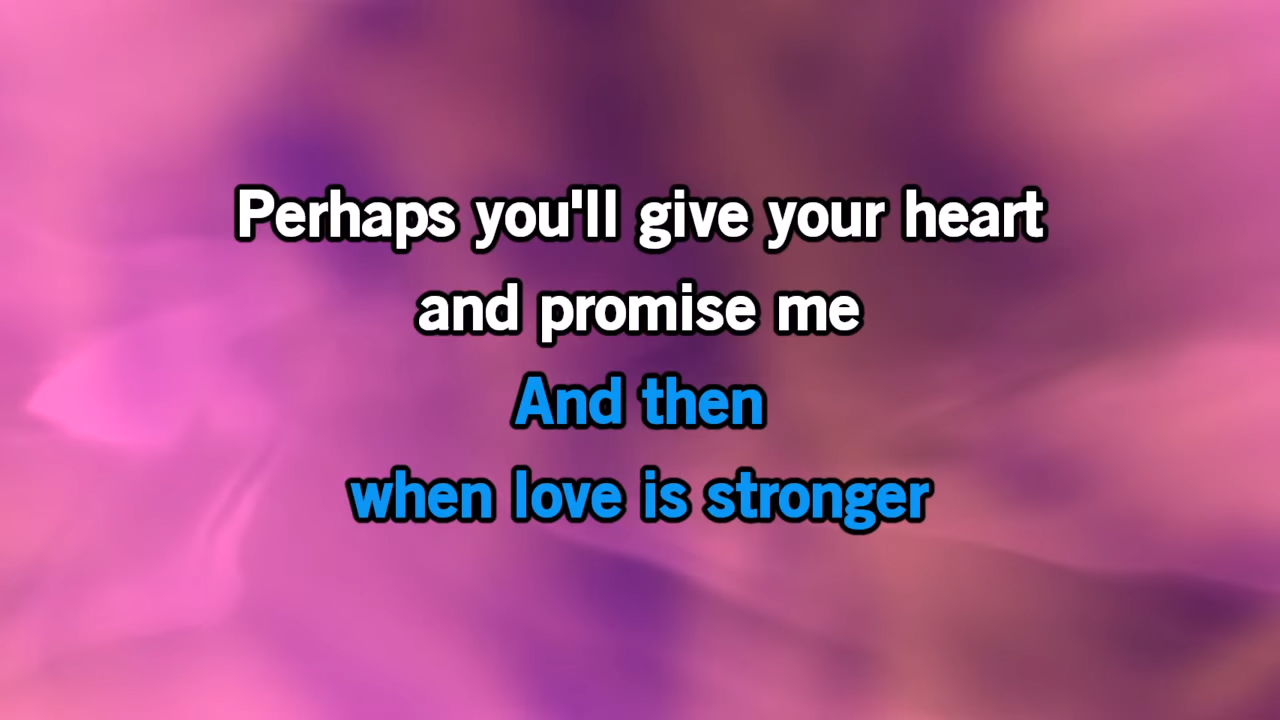 Perhaps you'll give your heart
and promise me
And then
when love is stronger